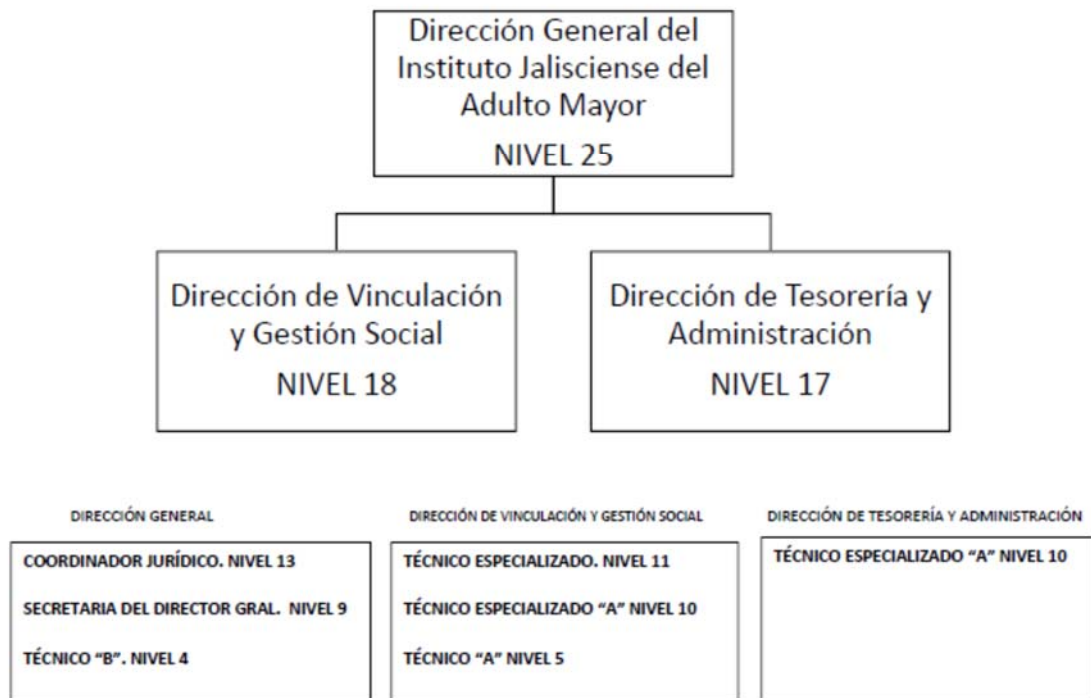 Dirección General del
Instituto Jalisciense del
Adulto Mayor
NIVEL 25
Dirección de Vinculación
y Gestión Social
NIVEL 18
Dirección de Tesorería y
Administración
NIVEL 17
DIRECCIÓN GENERAL
COORDINADOR JURÍDICO. NIVEL 13
SECRETARIA DEL DIRECTOR GRAL. NIVEL 9
TÉCNICO “B”. NIVEL 4
DIRECCIÓN DE VINCULACIÓN Y GESTIÓN SOCIAL
TÉCNICO ESPECIALIZADO. NIVEL 11
TÉCNICO ESPECIALIZADO “A” NIVEL 10
TÉCNICO “A” NIVEL 5
DIRECCIÓN DE TESORERÍA Y ADMINISTRACIÓN
TÉCNICO ESPECIALIZADO “A” NIVEL 10